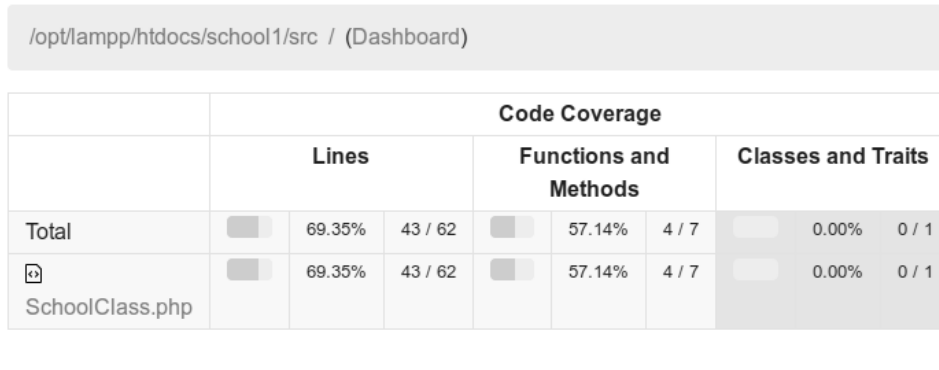 /opt/lampp/htdocs/school1/src / (Dashboard)
Code Coverage
Lines Functions and Methods Classes and Traits
Total 69.35% 43 / 62 57.14% 4 / 7 0.00% 0 / 1
SchoolClass.php 69.35% 43 / 62 57.14% 4 / 7 0.00% 0 / 1